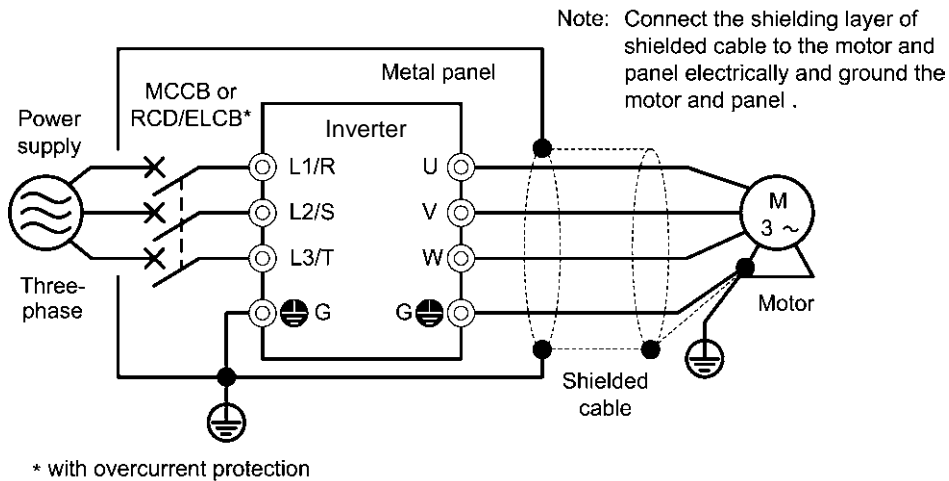 Note: Connect the shielding layer of
shielded cable to the motor and
panel electrically and ground the
motor and panel .
Metal panel
MCCB or
RCD/ELCB*
Power
supply
Inverter
L1/R
U
L2/S
V
L3/T
W
G
G
M
3 ~
Three-
phase
Motor
Shielded
cable
* with overcurrent protection